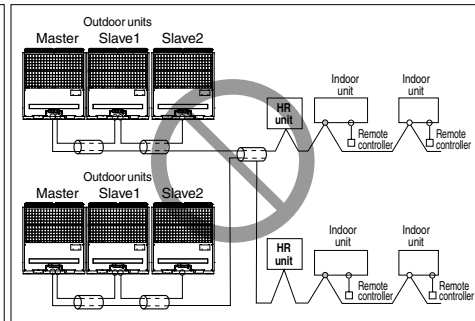 Outdoor units
Master Slave1 Slave2
HR
unit
Indoor
unit
Remote
controller
Indoor
unit
Remote
controller
Outdoor units
Master Slave1 Slave2
HR
unit
Indoor
unit
Remote
controller
Indoor
unit
Remote
controller